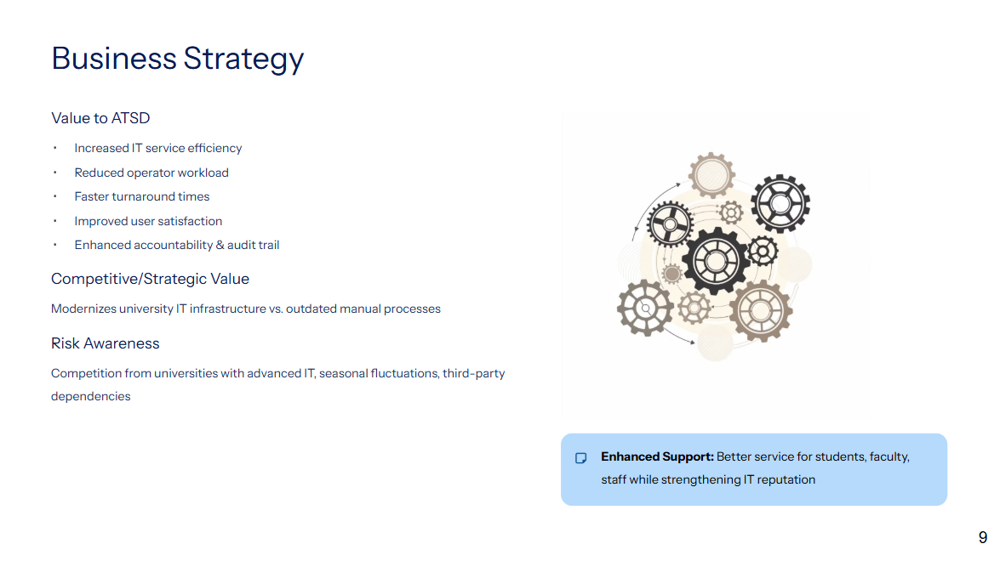 Business Strategy
Value to ATSD
· Increased IT service efficiency
· Reduced operator workload
· Faster turnaround times
· Improved user satisfaction
· Enhanced accountability & audit trail
Competitive/Strategic Value
Modernizes university IT infrastructure vs. outdated manual processes
Risk Awareness
Competition from universities with advanced IT, seasonal fluctuations, third-party
dependencies
Enhanced Support: Better service for students, faculty,
staff while strengthening IT reputation
9